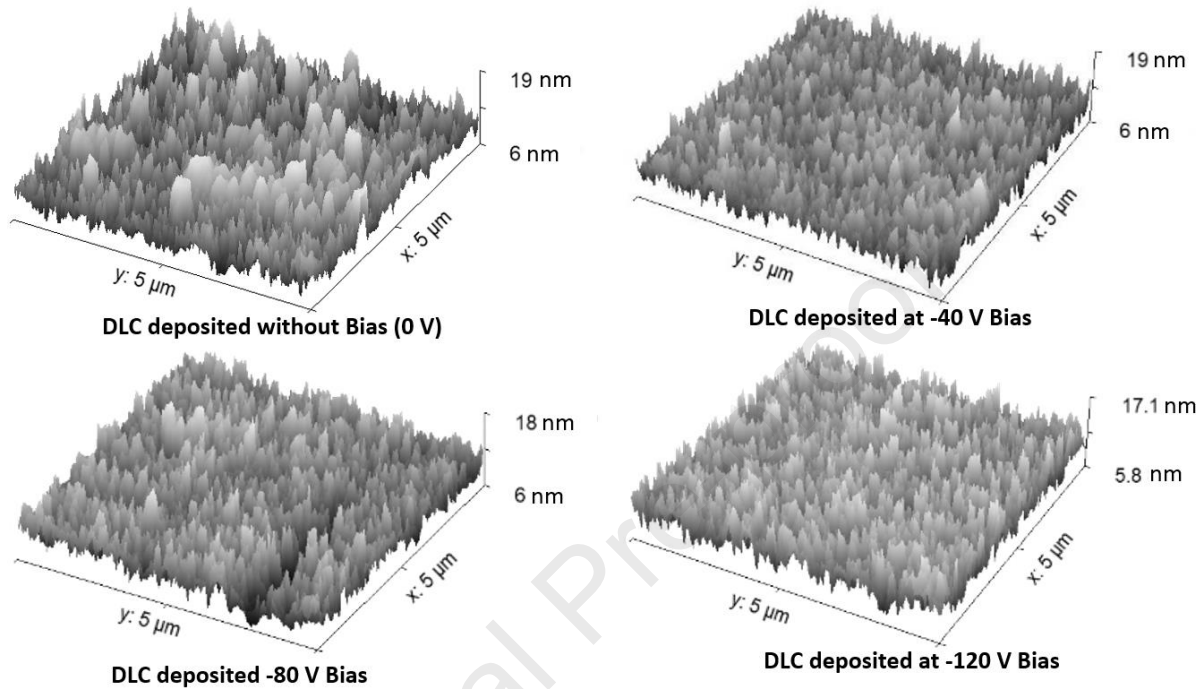 19 nm
6 nm
x: 5 µm
y: 5 µm
DLC deposited without Bias (0 V)
19 nm
6 nm
x: 5 µm
y: 5 µm
DLC deposited at -40 V Bias
18 nm
6 nm
x: 5 µm
y: 5 µm
DLC deposited -80 V Bias
17.1 nm
5.8 nm
x: 5 µm
y: 5 µm
DLC deposited at -120 V Bias